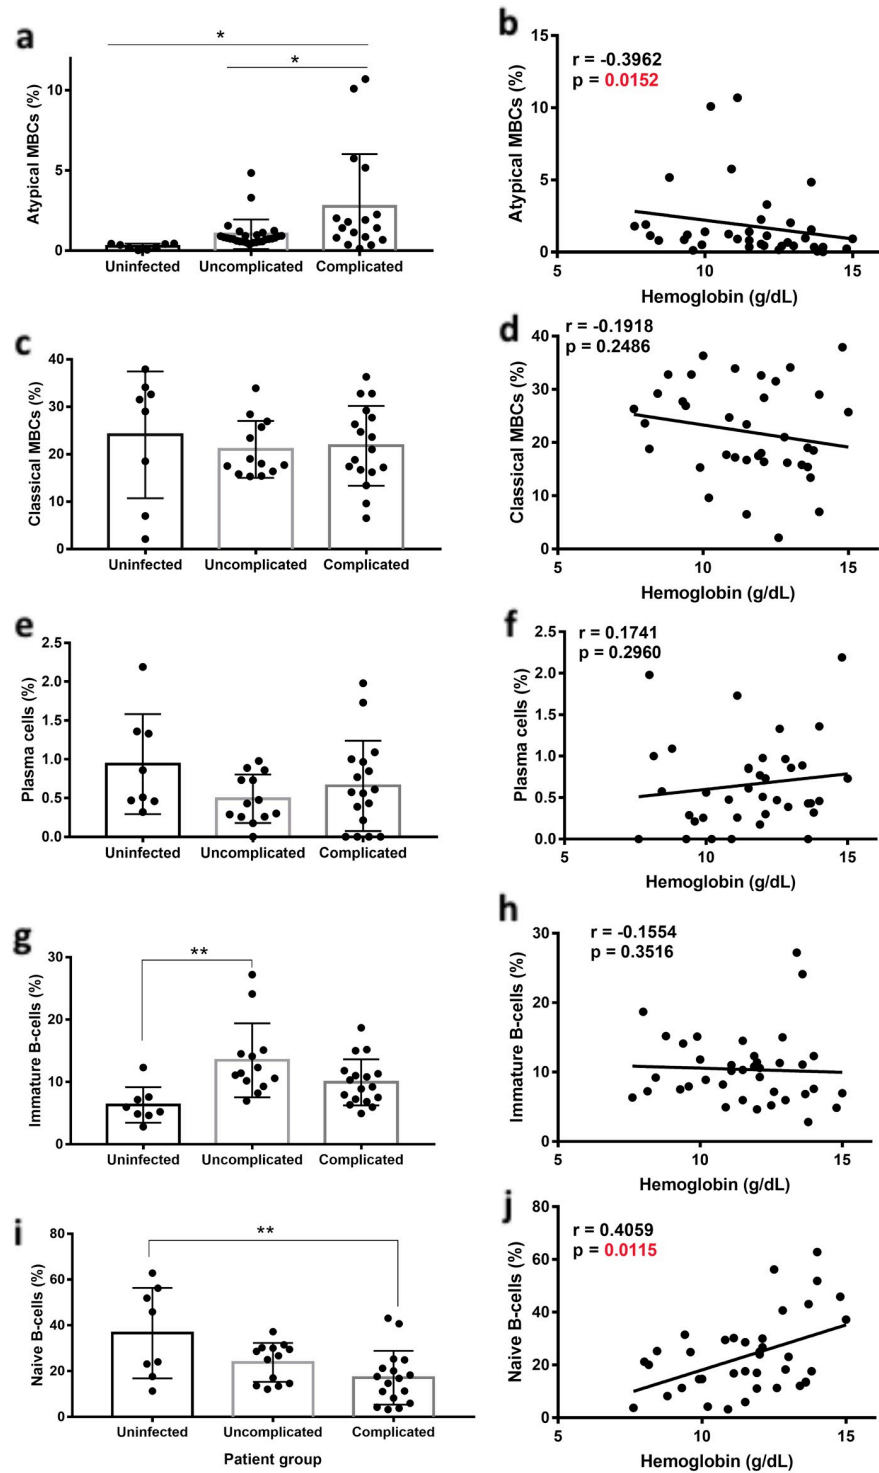 a
*
*
Atypical MBCs (%)
10
5
0
Uninfected Uncomplicated Complicated
b
r = -0.3962
p = 0.0152
Atypical MBCs (%)
15
10
5
0
5 10 15
Hemoglobin (g/dL)
c
Classical MBCs (%)
40
30
20
10
0
Uninfected Uncomplicated Complicated
d
r = -0.1918
p = 0.2486
Classical MBCs (%)
40
30
20
10
0
5 10 15
Hemoglobin (g/dL)
e
Plasma cells (%)
2.5
2.0
1.5
1.0
0.5
0.0
Uninfected Uncomplicated Complicated
f
r = 0.1741
p = 0.2960
Plasma cells (%)
2.5
2.0
1.5
1.0
0.5
0.0
5 10 15
Hemoglobin (g/dL)
g
**
Immature B-cells (%)
30
20
10
0
Uninfected Uncomplicated Complicated
h
r = -0.1554
p = 0.3516
Immature B-cells (%)
30
20
10
0
5 10 15
Hemoglobin (g/dL)
i
**
Naive B-cells (%)
80
60
40
20
0
Uninfected Uncomplicated Complicated
Patient group
j
r = 0.4059
p = 0.0115
Naive B-cells (%)
80
60
40
20
0
5 10 15
Hemoglobin (g/dL)